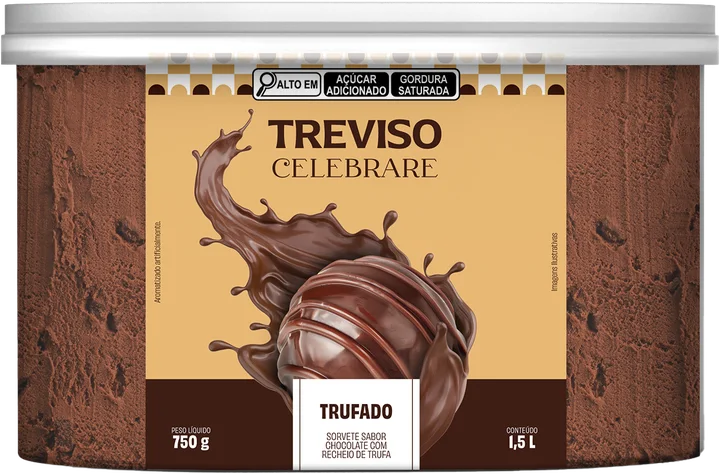 ALTO EM
AÇÚCAR
ADICIONADO
GORDURA
SATURADA
TREVISO
CELEBRARE
Aromatizado artificialmente.
Imagens Ilustrativas
PESO LÍQUIDO
750 g
TRUFADO
SORVETE SABOR
CHOCOLATE COM
RECHEIO DE TRUFA
CONTEÚDO
1,5 L